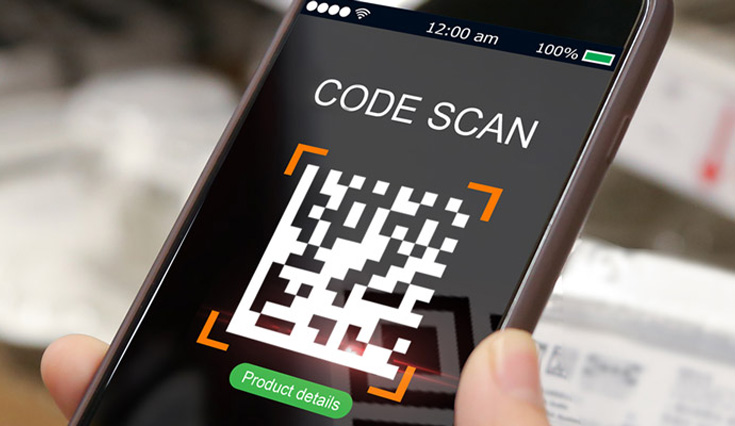 12:00 am 100%
CODE SCAN
Product details